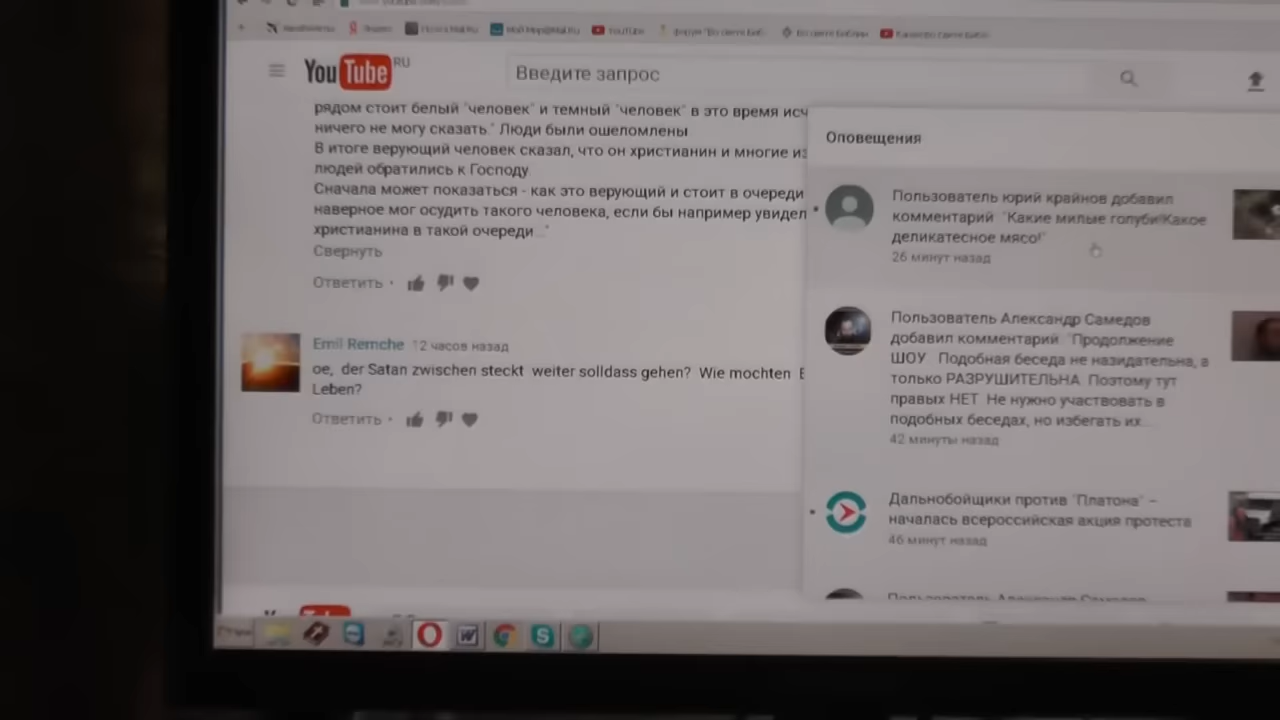 Яндекс
YouTube
YouTube RU
Введите запрос
рядом стоит белый "человек" и темный "человек" в это время исч
ничего не могу сказать." Люди были ошеломлены
В итоге верующий человек сказал, что он христианин и многие из
людей обратились к Господу
Сначала может показаться - как это верующий и стоит в очереди
наверное мог осудить такого человека, если бы например увидел
христианина в такой очереди..."
Свернуть
Ответить
Emil Remche 12 часов назад
oe, der Satan zwischen steckt weiter solldass gehen? Wie mochten
Leben?
Ответить
Оповещения
Пользователь юрий крайнов добавил
комментарий "Какие милые голуби!Какое
деликатесное мясо!"
26 минут назад
Пользователь Александр Самедов
добавил комментарий "Продолжение
ШОУ Подобная беседа не назидательна, а
только РАЗРУШИТЕЛЬНА. Поэтому тут
правых НЕТ Не нужно участвовать в
подобных беседах, но избегать их...
42 минуты назад
Дальнобойщики против "Платона" –
началась всероссийская акция протеста
46 минут назад
Пользователь Александр Самедов